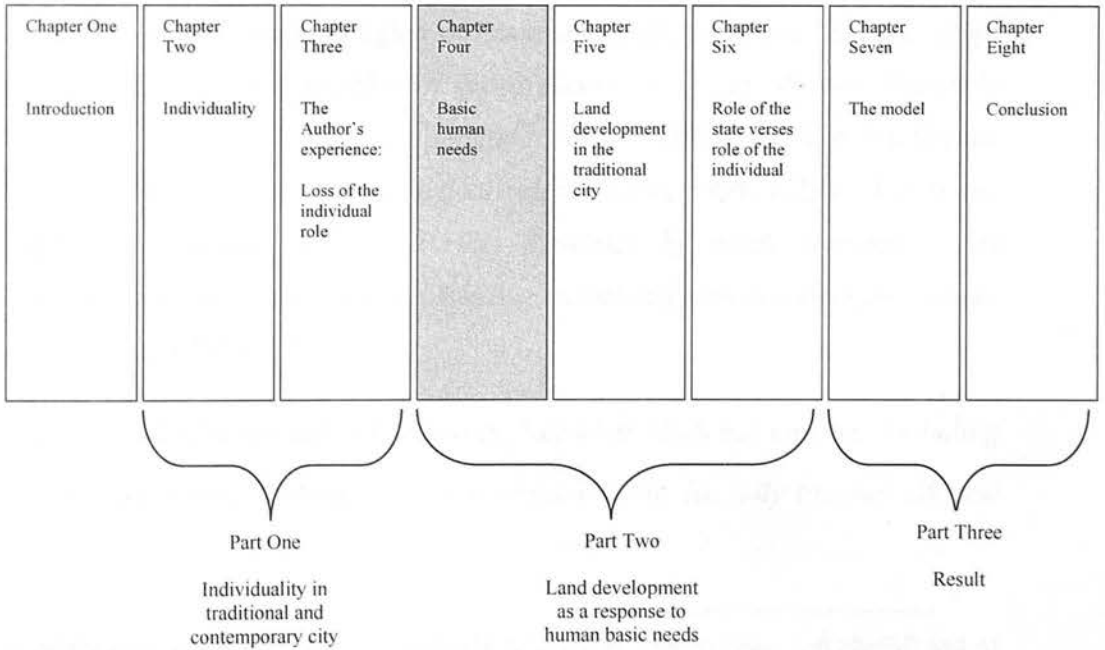 Chapter One
Introduction
Chapter
Two
Individuality
Chapter
Three
The
Author's
experience:
Loss of the
individual
role
Chapter
Four
Basic
human
needs
Chapter
Five
Land
development
in the
traditional
city
Chapter
Six
Role of the
state verses
role of the
individual
Chapter
Seven
The model
Chapter
Eight
Conclusion
Part One
Individuality in
traditional and
contemporary city
Part Two
Land development
as a response to
human basic needs
Part Three
Result